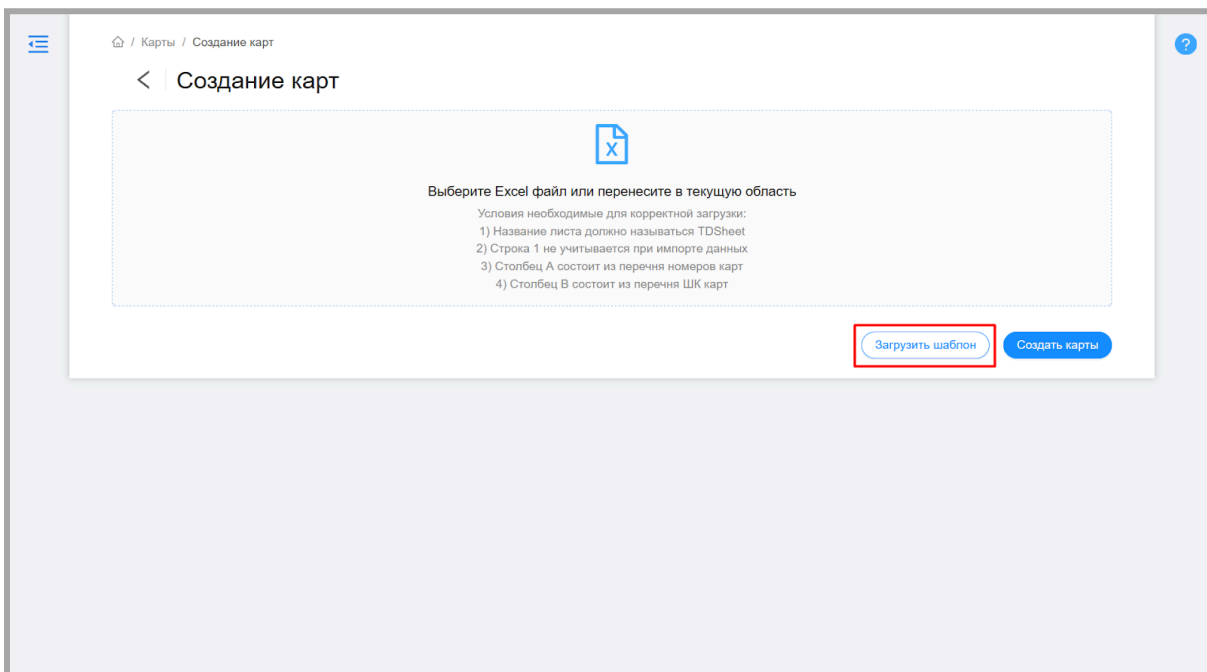 / Карты / Создание карт
?
Создание карт
X
Выберите Excel файл или перенесите в текущую область
Условия необходимые для корректной загрузки:
1) Название листа должно называться TDSheet
2) Строка 1 не учитывается при импорте данных
3) Столбец А состоит из перечня номеров карт
4) Столбец В состоит из перечня ШК карт
Загрузить шаблон
Создать карты